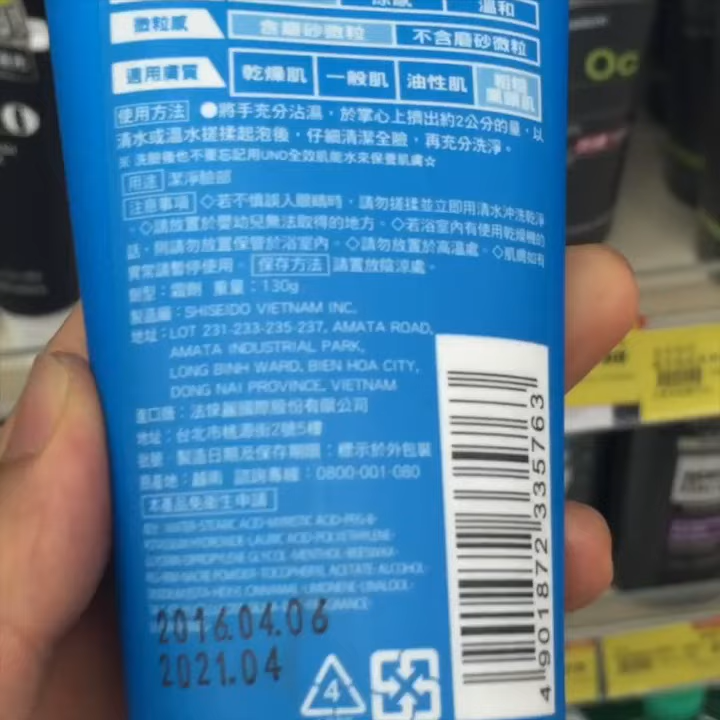 涼感 溫和
微粒感 含磨砂微粒 不含磨砂微粒
適用膚質 乾燥肌 一般肌 油性肌
使用方法 ●將手充分沾濕，於掌心上擠出約2公分的量，以
清水或溫水搓揉起泡後，仔細清潔全臉，再充分洗淨。
※ 洗臉後也不要忘記用UNO全效肌能水來保養肌膚☆
用途 潔淨臉部
注意事項 ◇若不慎誤入眼睛時，請勿搓揉並立即用清水沖洗乾淨
。◇請放置於嬰幼兒無法取得的地方。◇若浴室內有使用乾燥機的
話，則請勿放置保管於浴室內。◇請勿放置於高溫處。◇肌膚如有
異常請暫停使用。 保存方法 請置放陰涼處。
劑型：霜劑 重量：130g
製造廠：SHISEIDO VIETNAM INC.
地址：LOT 231-233-235-237, AMATA ROAD,
AMATA INDUSTRIAL PARK,
LONG BINH WARD, BIEN HOA CITY,
DONG NAI PROVINCE, VIETNAM
進口商：法徠麗國際股份有限公司
地址：台北市桃源街2號5樓
批號、製造日期及保存期限：標示於外包裝
原產地：越南 諮詢專線：0800-001-080
本產品免衛生申請
2016.04.06
2021.04
4
4 901872 335763
Oc